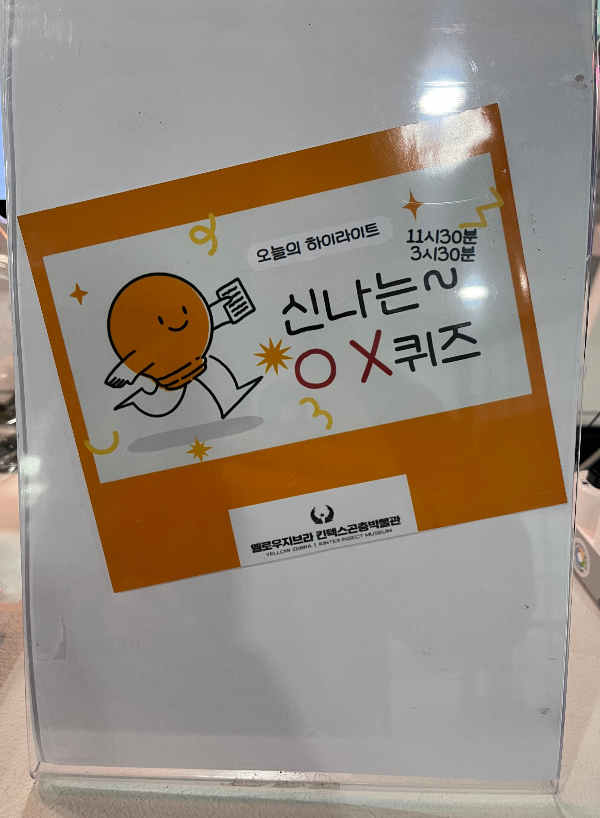 오늘의 하이라이트
11시30분
3시30분
신나는~
O X퀴즈
옐로우지브라 킨텍스곤충박물관
YELLOW ZEBRA | KINTEX INSECT MUSEUM